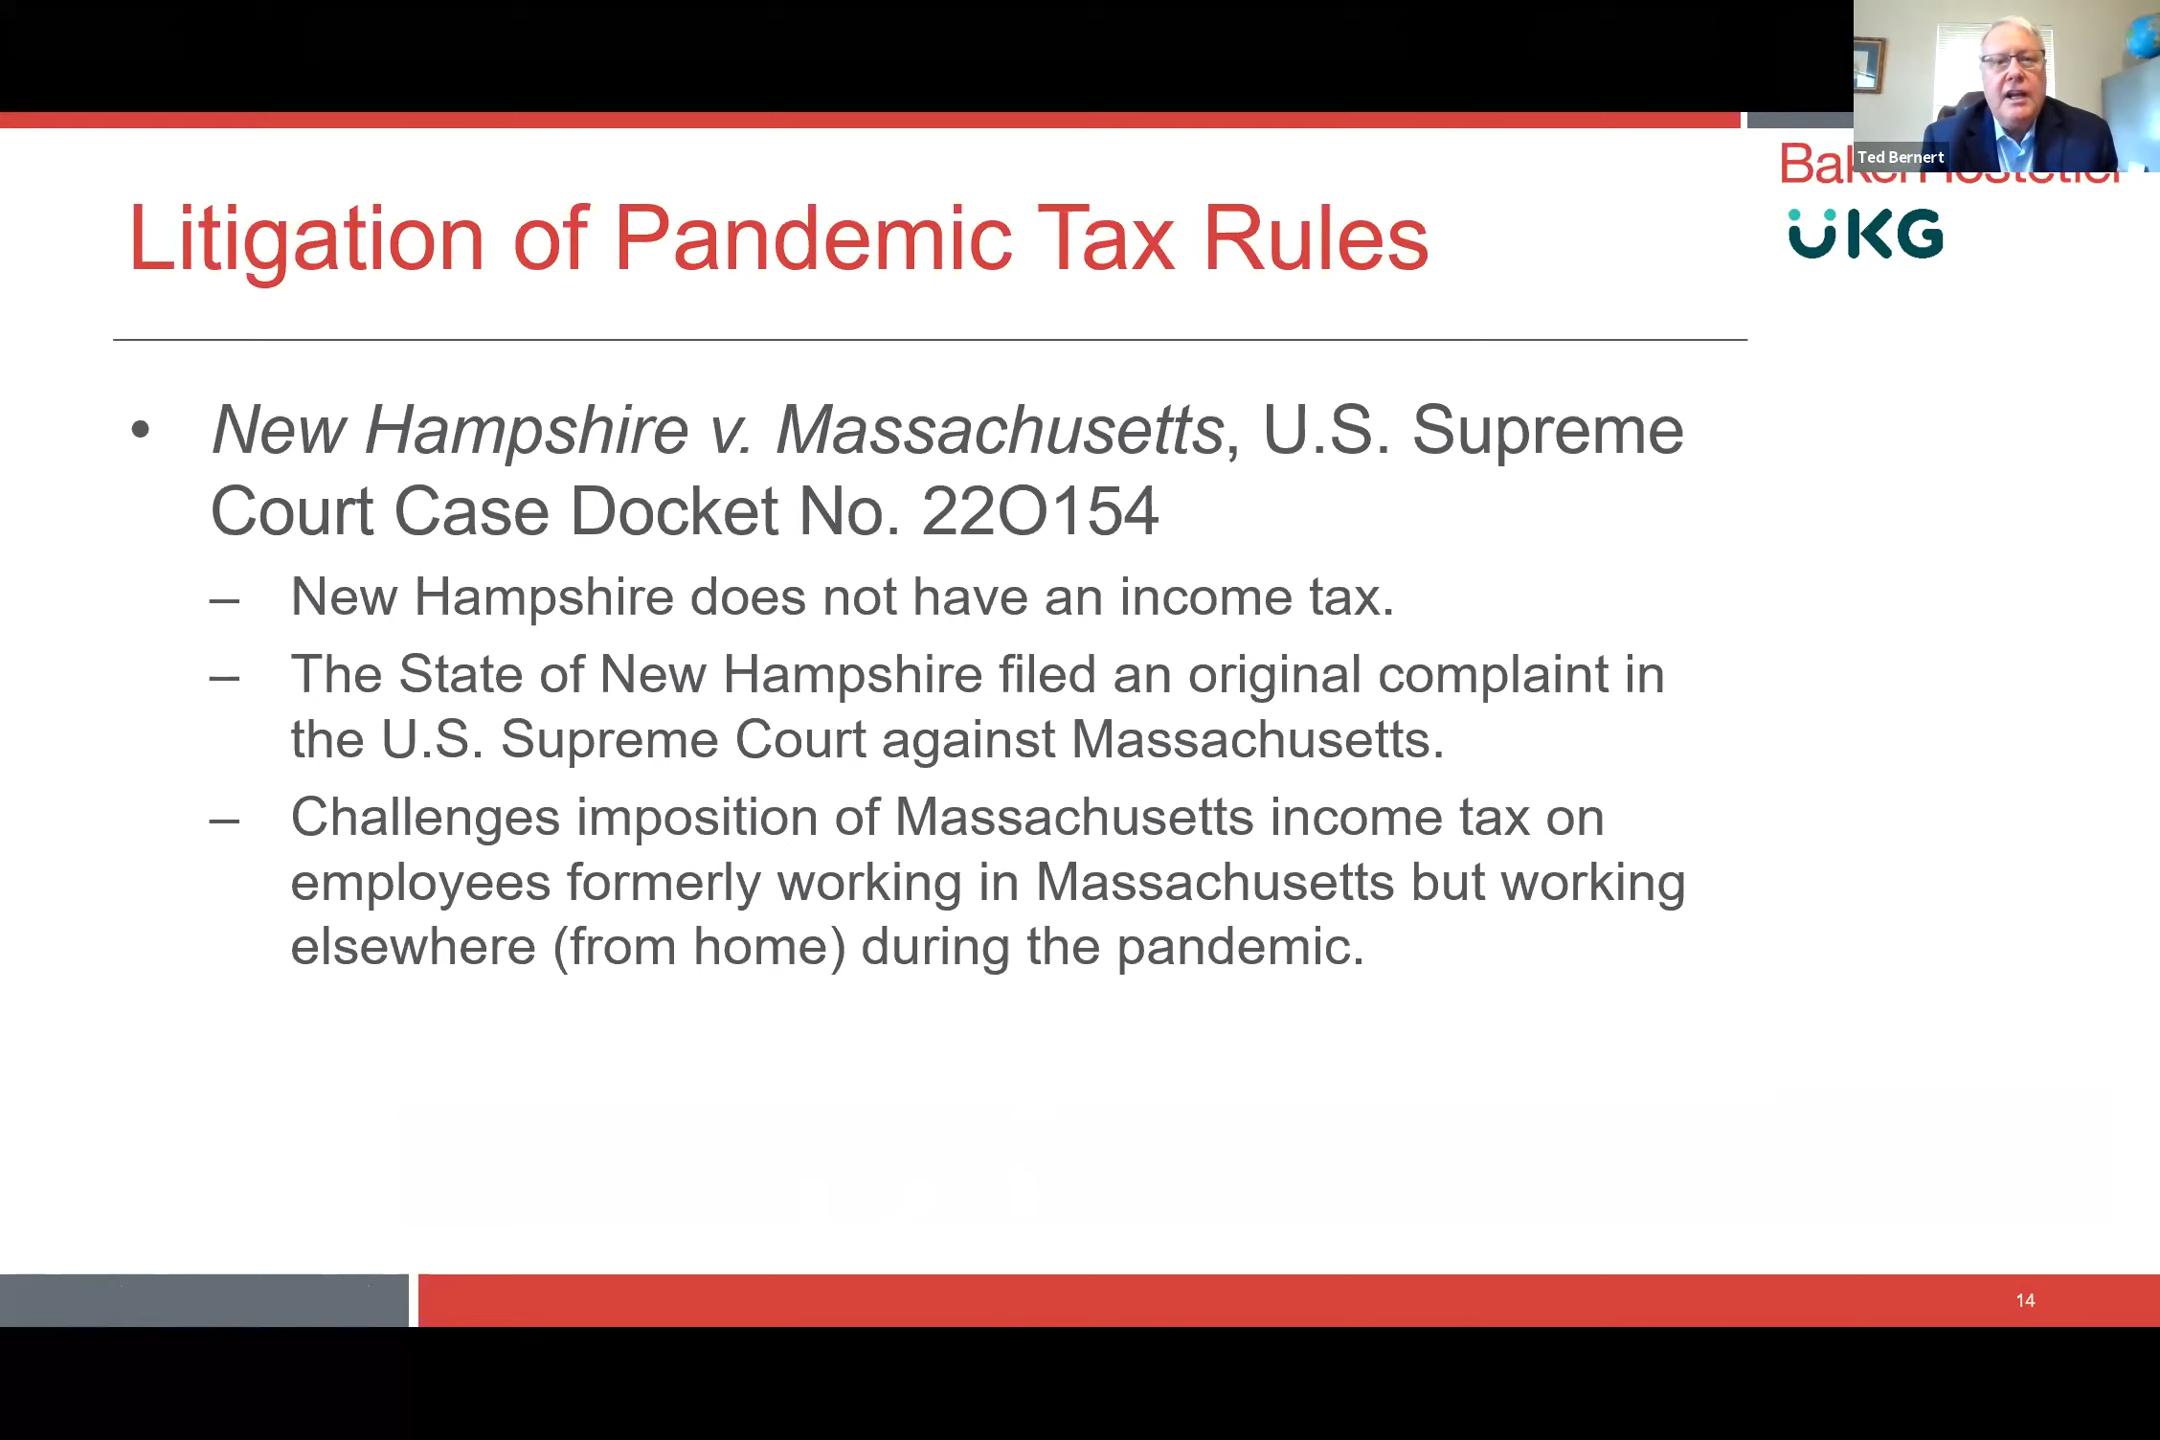 Ted Bernert
UKG
Litigation of Pandemic Tax Rules
• New Hampshire v. Massachusetts, U.S. Supreme
Court Case Docket No. 22O154
– New Hampshire does not have an income tax.
– The State of New Hampshire filed an original complaint in
the U.S. Supreme Court against Massachusetts.
– Challenges imposition of Massachusetts income tax on
employees formerly working in Massachusetts but working
elsewhere (from home) during the pandemic.
14